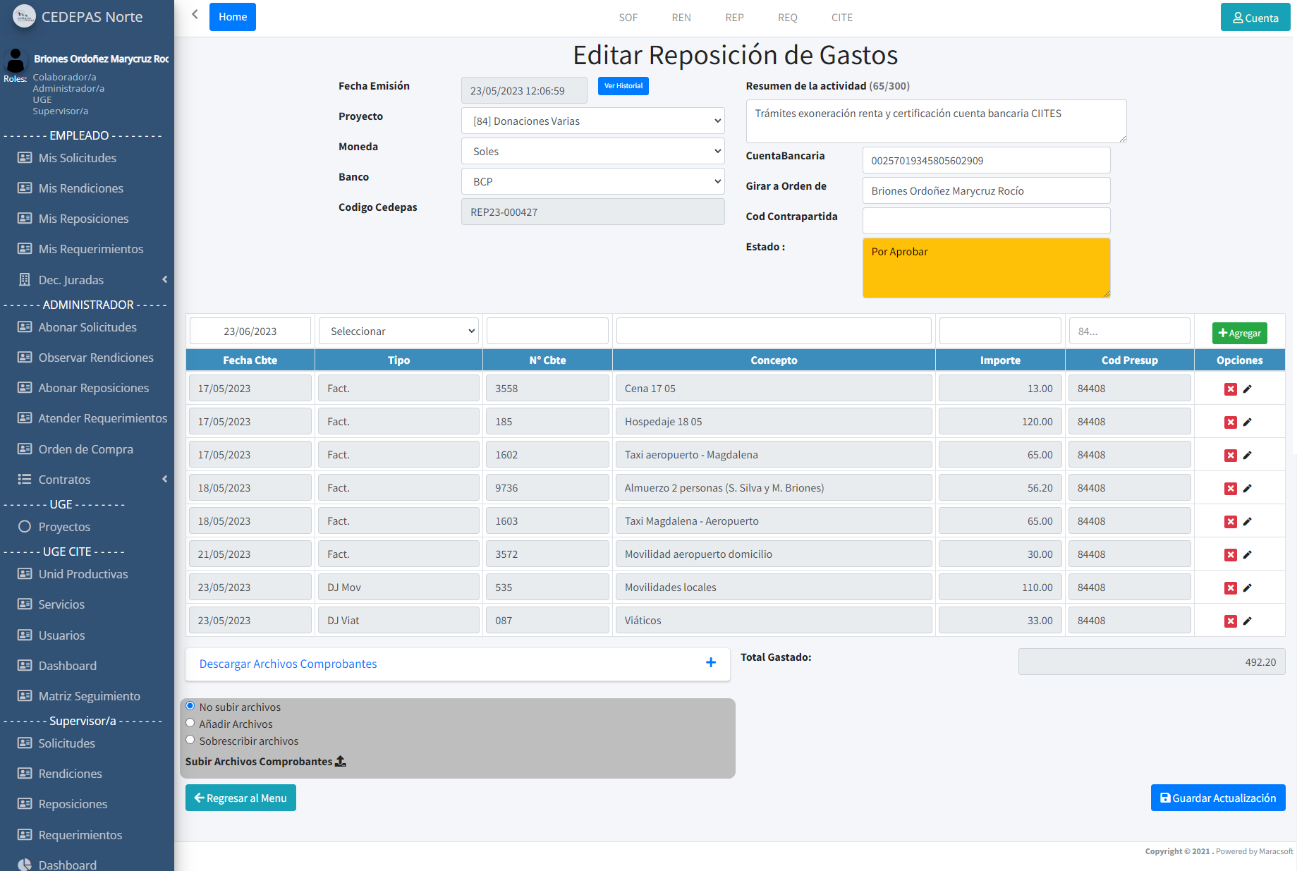 CEDEPAS Norte
Briones Ordoñez Marycruz Roc
Roles:
Colaborador/a
Administrador/a
UGE
Supervisor/a
- - - - - - - EMPLEADO - - - - - - - -
Mis Solicitudes
Mis Rendiciones
Mis Reposiciones
Mis Requerimientos
Dec. Juradas
- - - - - - ADMINISTRADOR - - - - -
Abonar Solicitudes
Observar Rendiciones
Abonar Reposiciones
Atender Requerimientos
Orden de Compra
Contratos
- - - - - - - UGE - - - - - - - -
Proyectos
- - - - - - UGE CITE - - - - -
Unid Productivas
Servicios
Usuarios
Dashboard
Matriz Seguimiento
- - - - - - - Supervisor/a - - - - - - -
Solicitudes
Rendiciones
Reposiciones
Requerimientos
Dashboard
Home
SOF REN REP REQ CITE
Cuenta
Editar Reposición de Gastos
Fecha Emisión 23/05/2023 12:06:59 Ver Historial
Proyecto [84] Donaciones Varias
Moneda Soles
Banco BCP
Codigo Cedepas REP23-000427
Resumen de la actividad (65/300)
Trámites exoneración renta y certificación cuenta bancaria CIITES
CuentaBancaria 00257019345805602909
Girar a Orden de Briones Ordoñez Marycruz Rocío
Cod Contrapartida
Estado : Por Aprobar
23/06/2023 Seleccionar 84... Agregar
Fecha Cbte Tipo N° Cbte Concepto Importe Cod Presup Opciones
17/05/2023 Fact. 3558 Cena 17 05 13.00 84408
17/05/2023 Fact. 185 Hospedaje 18 05 120.00 84408
17/05/2023 Fact. 1602 Taxi aeropuerto - Magdalena 65.00 84408
18/05/2023 Fact. 9736 Almuerzo 2 personas (S. Silva y M. Briones) 56.20 84408
18/05/2023 Fact. 1603 Taxi Magdalena - Aeropuerto 65.00 84408
21/05/2023 Fact. 3572 Movilidad aeropuerto domicilio 30.00 84408
23/05/2023 DJ Mov 535 Movilidades locales 110.00 84408
23/05/2023 DJ Viat 087 Viáticos 33.00 84408
Descargar Archivos Comprobantes
Total Gastado: 492.20
No subir archivos
Añadir Archivos
Sobrescribir archivos
Subir Archivos Comprobantes
Regresar al Menu
Guardar Actualización
Copyright © 2021 . Powered by Maracsoft